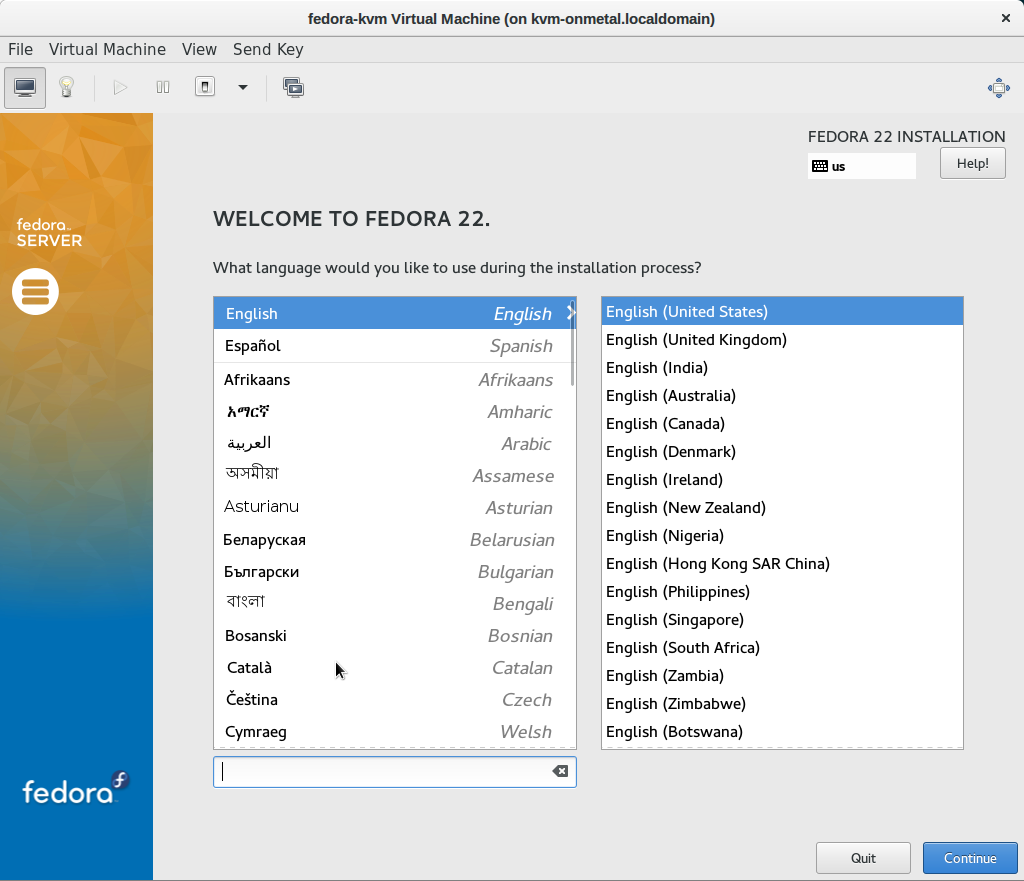 fedora-kvm Virtual Machine (on kvm-onmetal.localdomain)
File Virtual Machine View Send Key
FEDORA 22 INSTALLATION
us Help!
fedora
SERVER
WELCOME TO FEDORA 22.
What language would you like to use during the installation process?
English English
Español Spanish
Afrikaans Afrikaans
አማርኛ Amharic
العربية Arabic
অসমীয়া Assamese
Asturianu Asturian
Беларуская Belarusian
Български Bulgarian
বাংলা Bengali
Bosanski Bosnian
Català Catalan
Čeština Czech
Cymraeg Welsh
English (United States)
English (United Kingdom)
English (India)
English (Australia)
English (Canada)
English (Denmark)
English (Ireland)
English (New Zealand)
English (Nigeria)
English (Hong Kong SAR China)
English (Philippines)
English (Singapore)
English (South Africa)
English (Zambia)
English (Zimbabwe)
English (Botswana)
fedora
Quit Continue